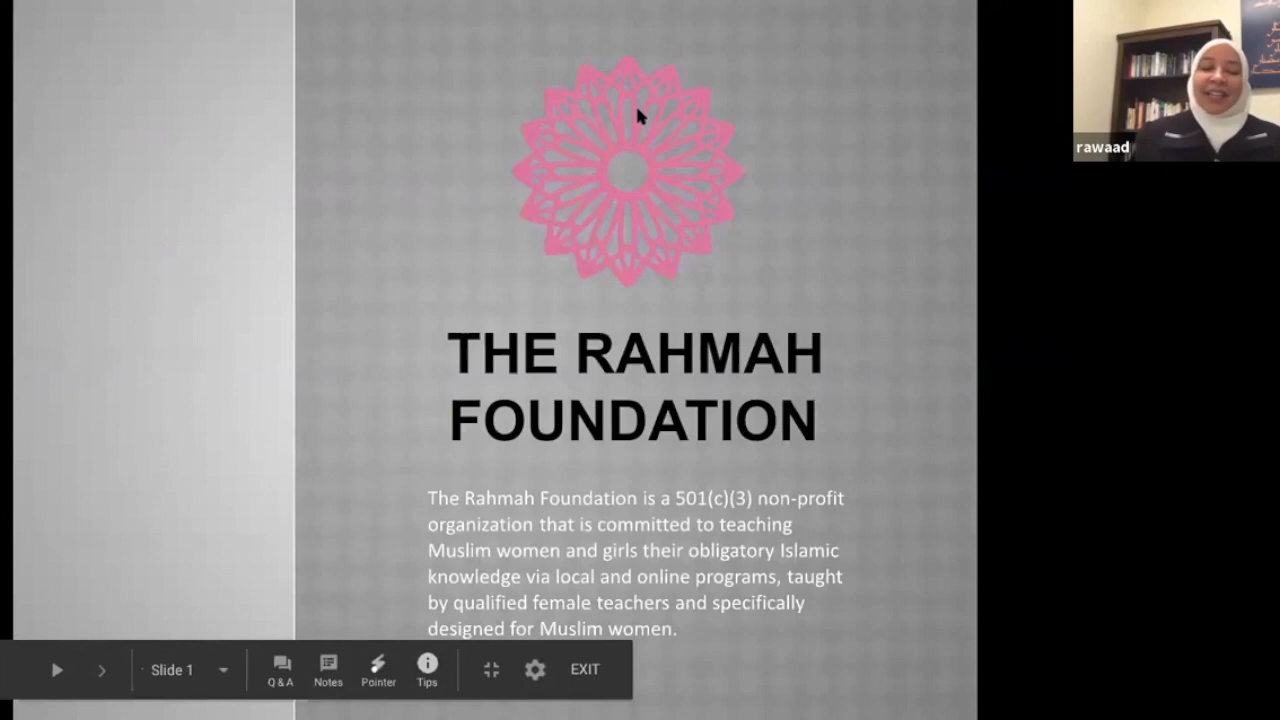 THE RAHMAH
FOUNDATION
The Rahmah Foundation is a 501(c)(3) non-profit
organization that is committed to teaching
Muslim women and girls their obligatory Islamic
knowledge via local and online programs, taught
by qualified female teachers and specifically
designed for Muslim women.
rawaad
Slide 1
Q & A
Notes
Pointer
Tips
EXIT